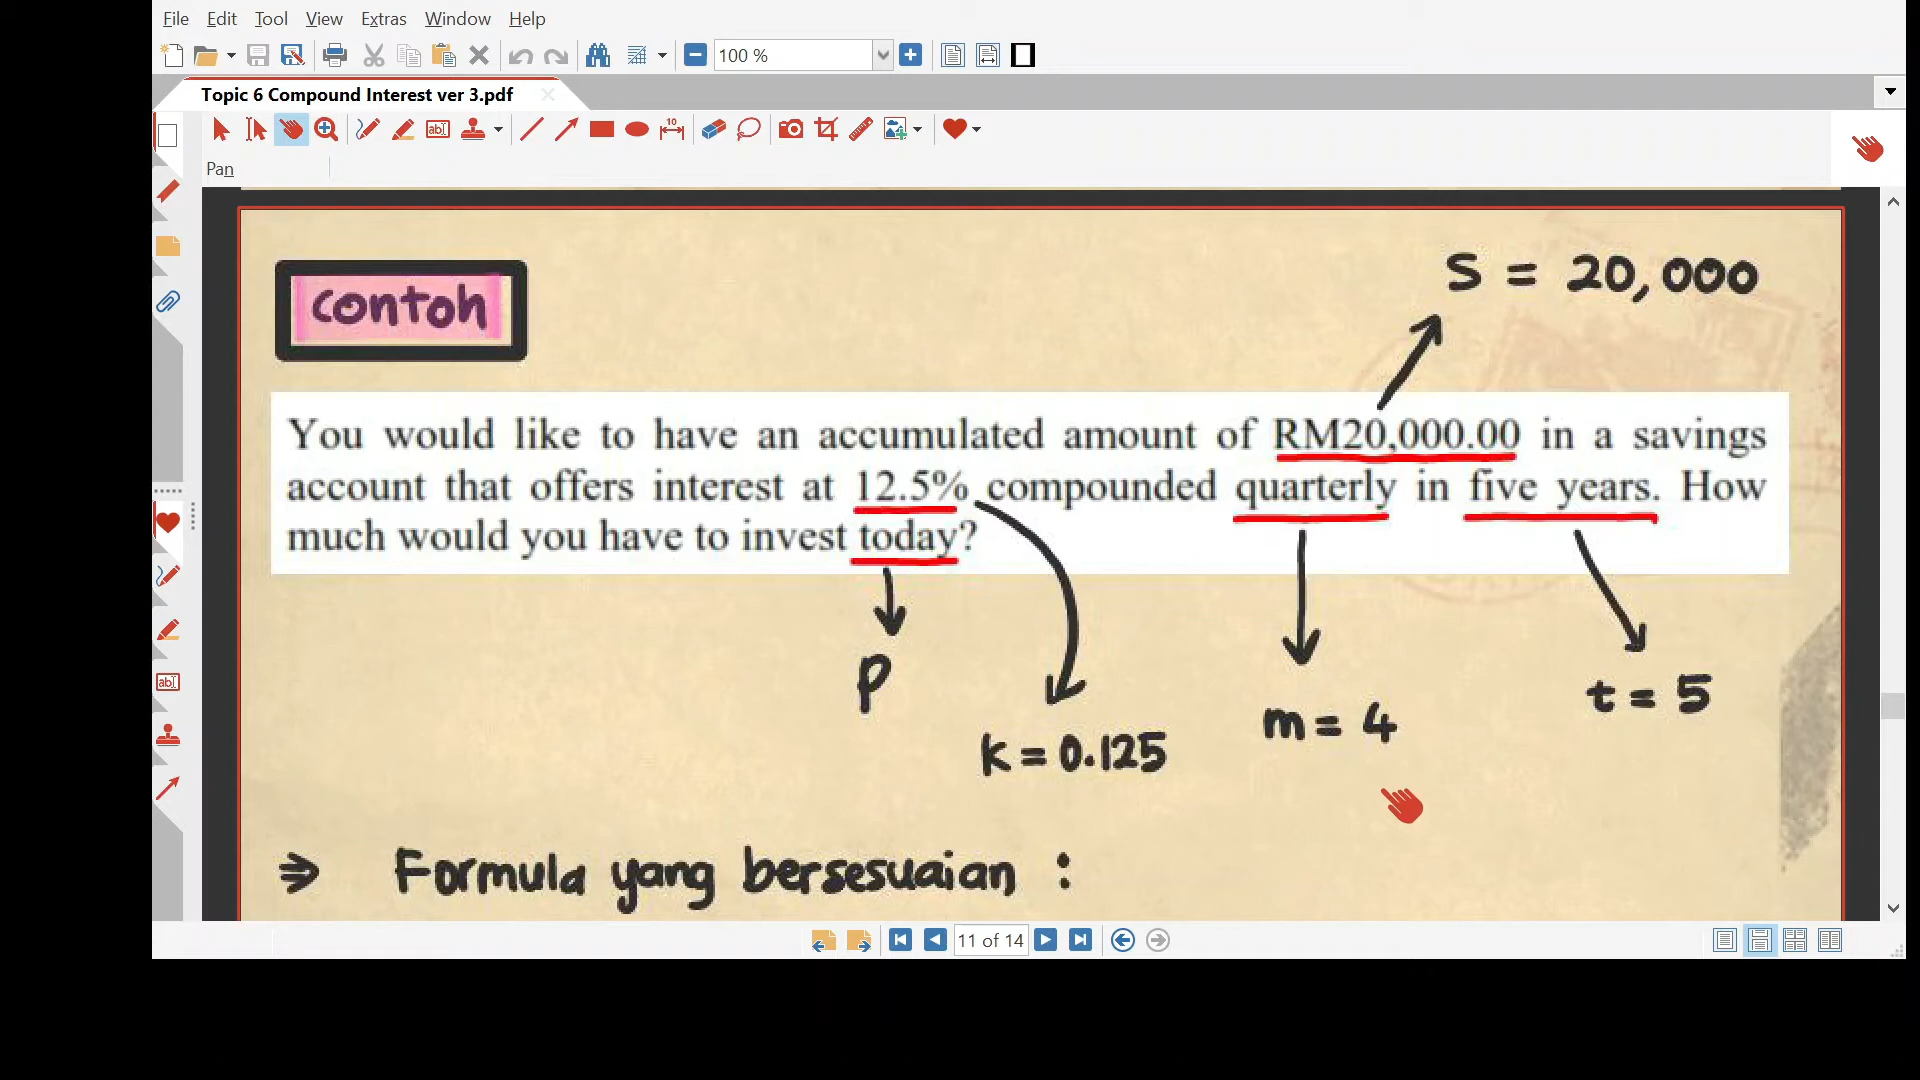 File Edit Tool View Extras Window Help
100 %
Topic 6 Compound Interest ver 3.pdf
Pan
contoh
S = 20,000
You would like to have an accumulated amount of RM20,000.00 in a savings
account that offers interest at 12.5% compounded quarterly in five years. How
much would you have to invest today?
P
k = 0.125
m = 4
t = 5
⇒ Formula yang bersesuaian :
11 of 14